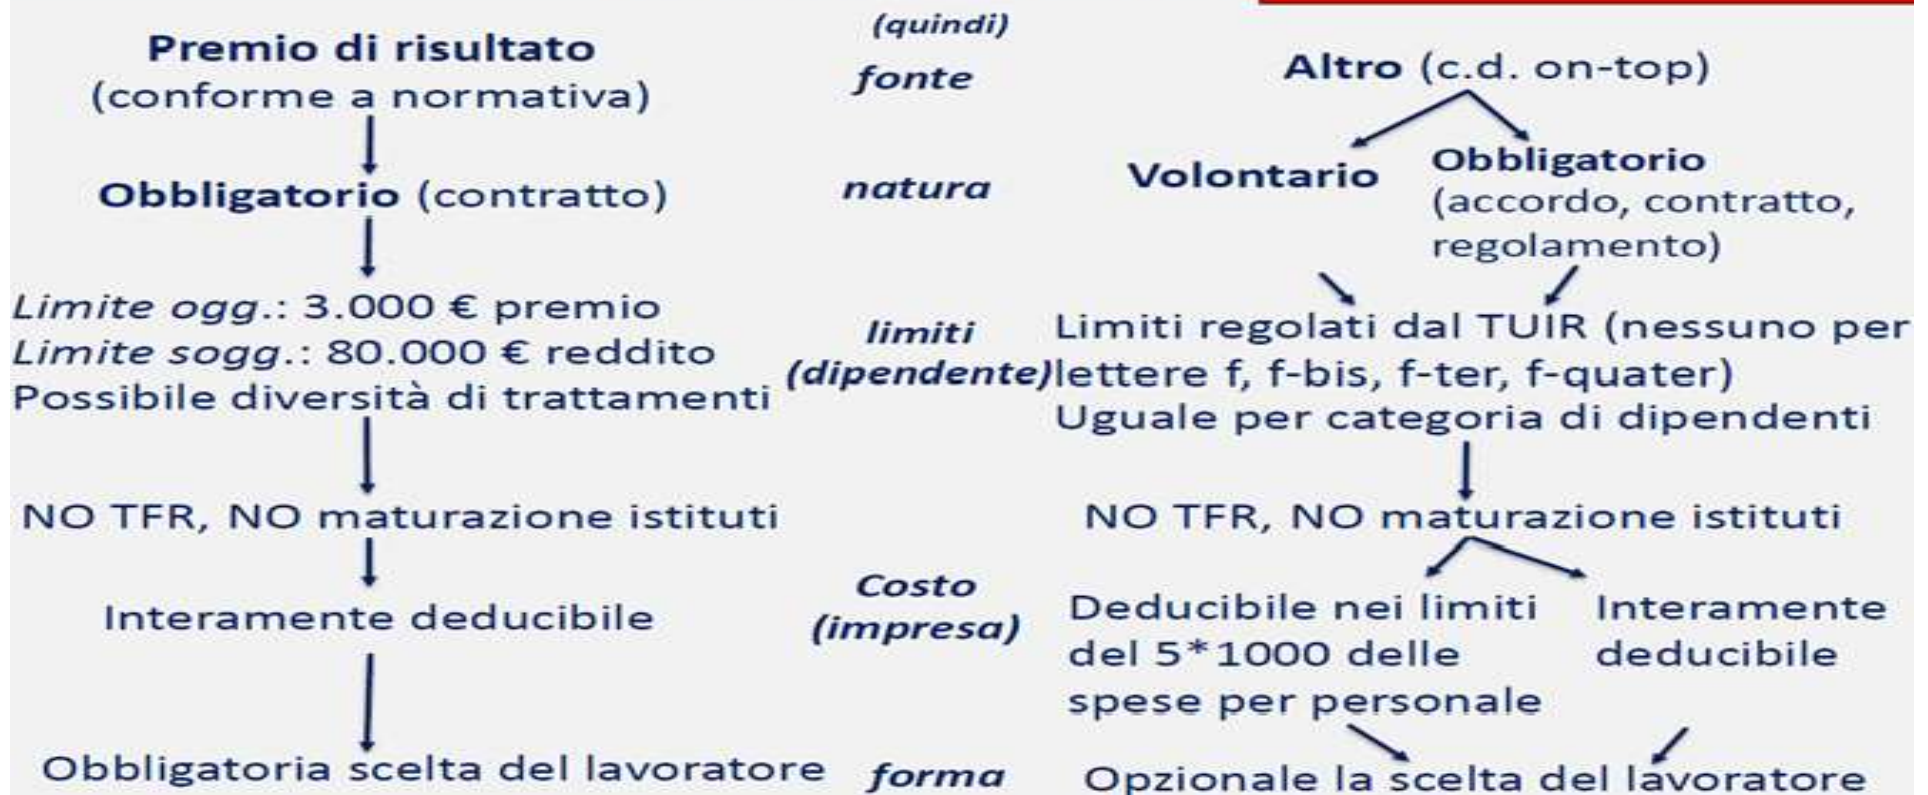 Premio di risultato
(conforme a normativa)
Obbligatorio (contratto)
Limite ogg.: 3.000 € premio
Limite sogg.: 80.000 € reddito
Possibile diversità di trattamenti
NO TFR, NO maturazione istituti
Interamente deducibile
Obbligatoria scelta del lavoratore
(quindi)
fonte
natura
limiti
(dipendente)
Costo
(impresa)
forma
Altro (c.d. on-top)
Volontario
Obbligatorio
(accordo, contratto,
regolamento)
Limiti regolati dal TUIR (nessuno per
lettere f, f-bis, f-ter, f-quater)
Uguale per categoria di dipendenti
NO TFR, NO maturazione istituti
Deducibile nei limiti
del 5*1000 delle
spese per personale
Interamente
deducibile
Opzionale la scelta del lavoratore